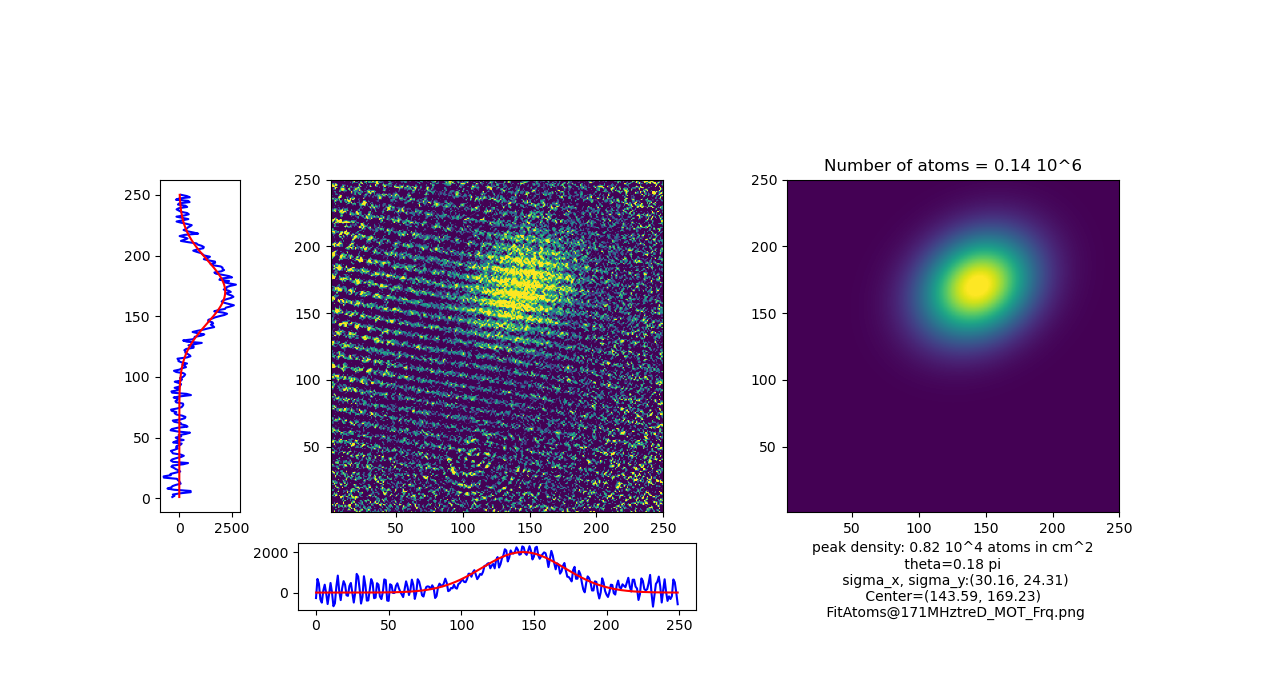 Number of atoms = 0.14 10^6
250
200
150
100
50
0
0 2500
250
200
150
100
50
50 100 150 200 250
2000
0
0 50 100 150 200 250
250
200
150
100
50
50 100 150 200 250
peak density: 0.82 10^4 atoms in cm^2
theta=0.18 pi
sigma_x, sigma_y:(30.16, 24.31)
Center=(143.59, 169.23)
FitAtoms@171MHztreD_MOT_Frq.png